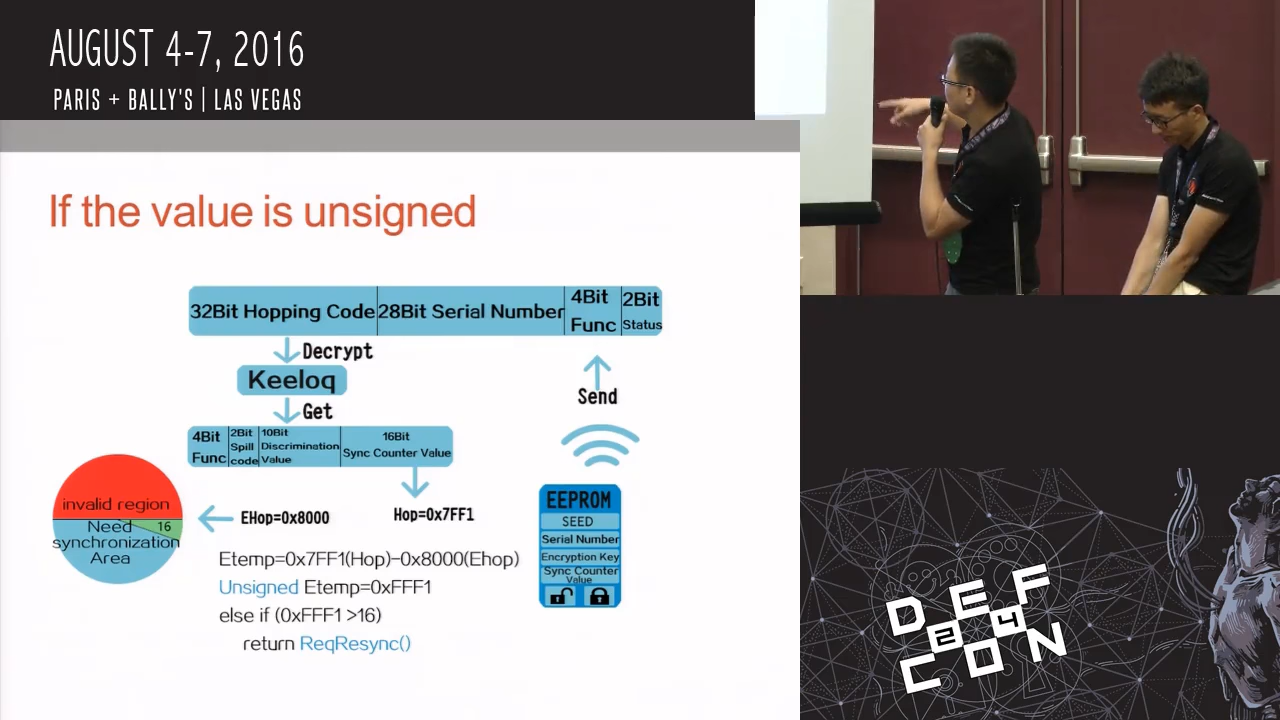 AUGUST 4-7, 2016
PARIS + BALLY'S | LAS VEGAS
If the value is unsigned
32Bit Hopping Code
28Bit Serial Number
4Bit
Func
2Bit
Status
Decrypt
Keeloq
Get
4Bit
Func
2Bit
Spill
code
10Bit
Discrimination
Value
16Bit
Sync Counter Value
Send
invalid region
Need
16
synchronization
Area
EHop=0x8000
Hop=0x7FF1
EEPROM
SEED
Serial Number
Encryption Key
Sync Counter
Value
Etemp=0x7FF1(Hop)-0x8000(Ehop)
Unsigned Etemp=0xFFF1
else if (0xFFF1 >16)
return ReqResync()
DEF
24
CON